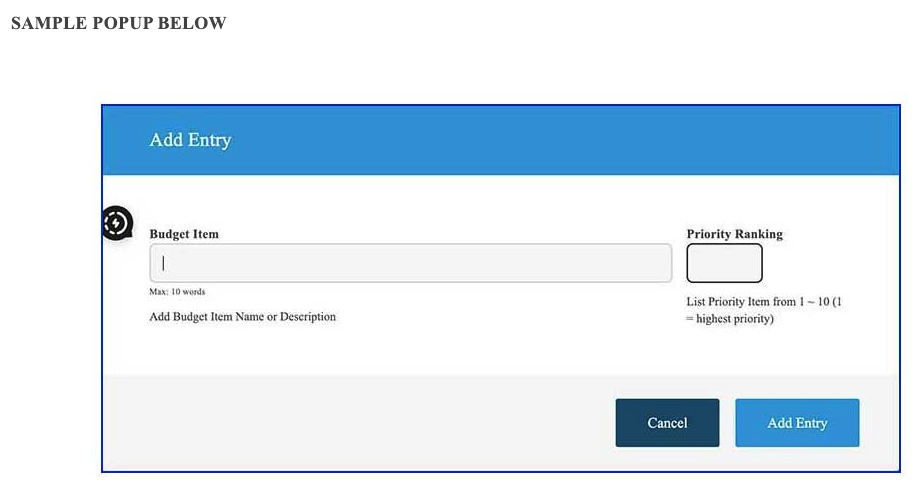 SAMPLE POPUP BELOW
Add Entry
Budget Item
Priority Ranking
Max: 10 words
Add Budget Item Name or Description
List Priority Item from 1 ~ 10 (1
= highest priority)
Cancel
Add Entry